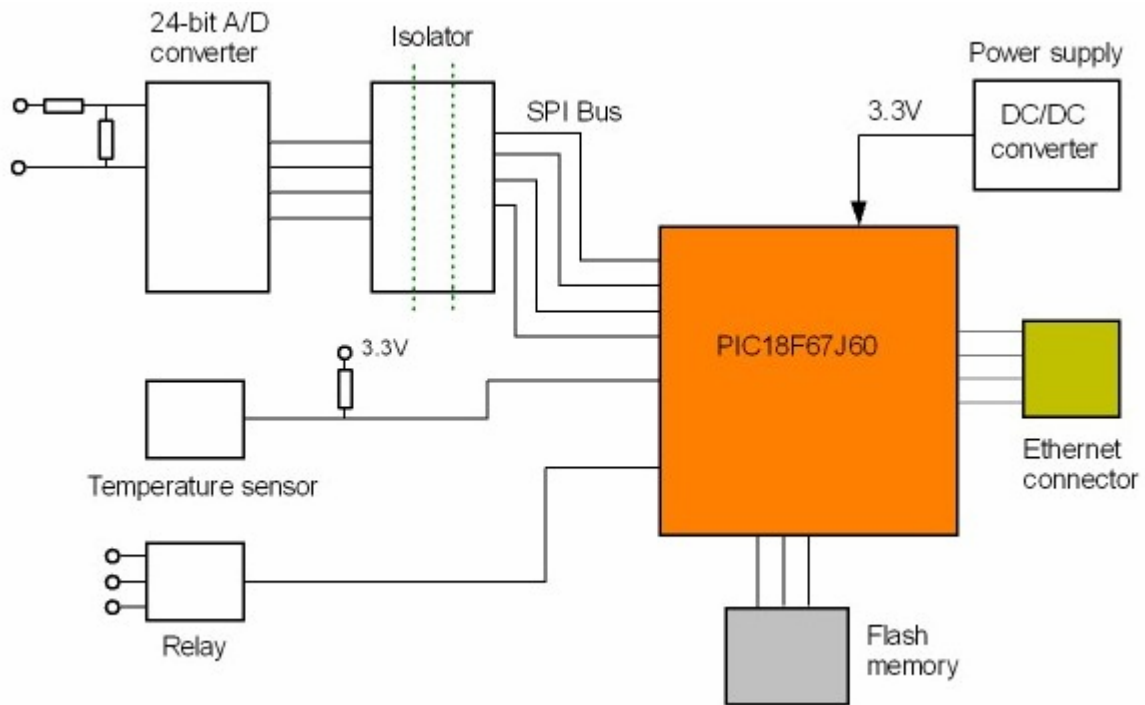 24-bit A/D
converter
Isolator
Power supply
SPI Bus
3.3V
DC/DC
converter
PIC18F67J60
3.3V
Ethernet
connector
Temperature sensor
Relay
Flash
memory